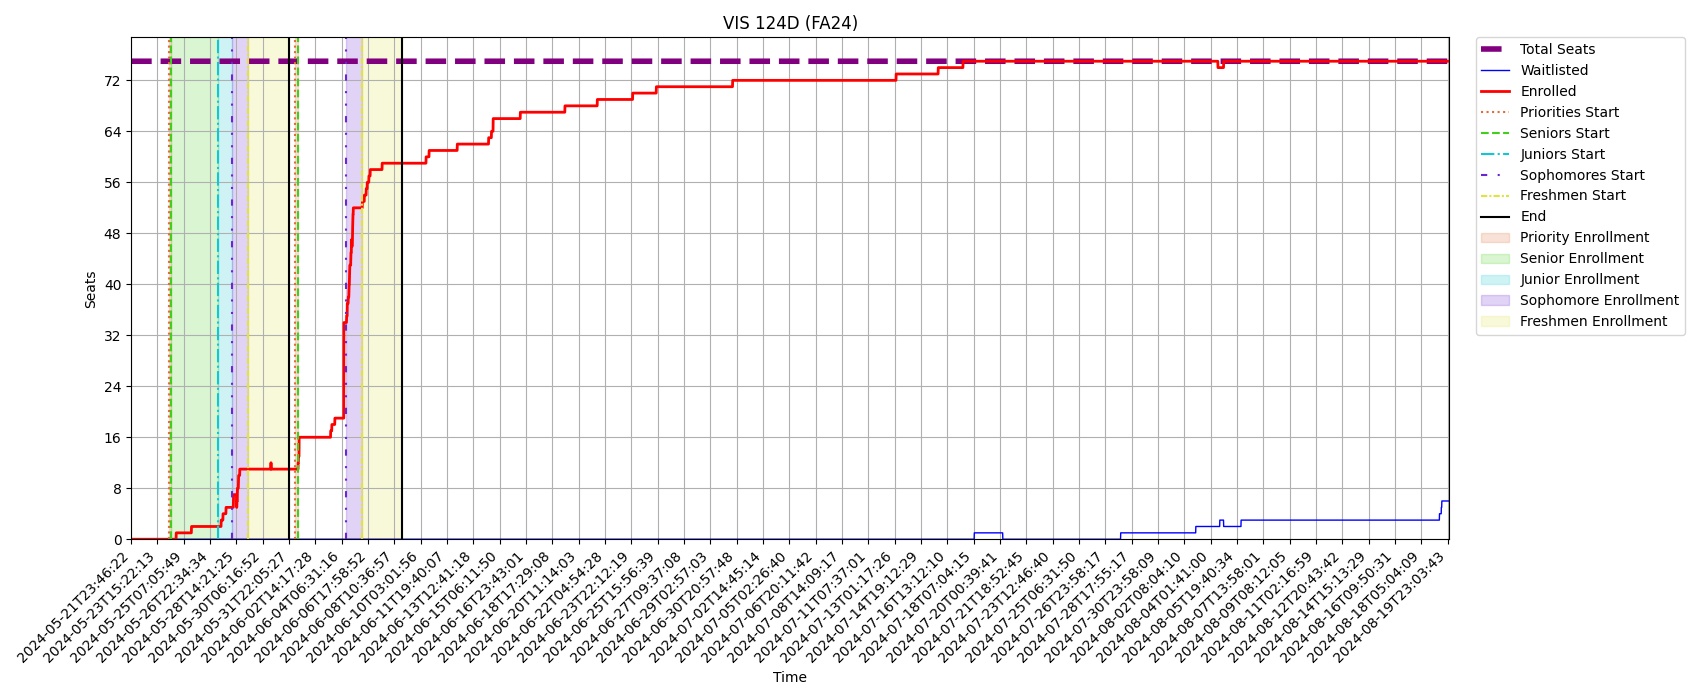 VIS 124D (FA24)
Total Seats
Waitlisted
Enrolled
Priorities Start
Seniors Start
Juniors Start
Sophomores Start
Freshmen Start
End
Priority Enrollment
Senior Enrollment
Junior Enrollment
Sophomore Enrollment
Freshmen Enrollment
Seats
72
64
56
48
40
32
24
16
8
0
2024-05-21T23:46:22
2024-05-23T15:22:13
2024-05-25T07:05:49
2024-05-26T22:34:34
2024-05-28T14:21:25
2024-05-30T06:16:52
2024-05-31T22:05:27
2024-06-02T14:17:28
2024-06-04T06:31:16
2024-06-06T17:58:52
2024-06-08T10:36:57
2024-06-10T03:01:56
2024-06-11T19:40:07
2024-06-13T12:41:18
2024-06-15T06:11:50
2024-06-16T23:43:01
2024-06-18T17:29:08
2024-06-20T11:14:03
2024-06-22T04:54:28
2024-06-23T22:12:19
2024-06-25T15:56:39
2024-06-27T09:37:08
2024-06-29T02:57:03
2024-06-30T20:57:48
2024-07-02T14:45:14
2024-07-05T02:26:40
2024-07-06T20:11:42
2024-07-08T14:09:17
2024-07-11T07:37:01
2024-07-13T01:17:26
2024-07-14T19:12:29
2024-07-16T13:12:10
2024-07-18T07:04:15
2024-07-20T00:39:41
2024-07-21T18:52:45
2024-07-23T12:46:40
2024-07-25T06:31:50
2024-07-26T23:58:17
2024-07-28T17:55:17
2024-07-30T23:58:09
2024-08-02T08:04:10
2024-08-04T01:41:00
2024-08-05T19:40:34
2024-08-07T13:58:01
2024-08-09T08:12:05
2024-08-11T02:16:59
2024-08-12T20:43:42
2024-08-14T15:13:29
2024-08-16T09:50:31
2024-08-18T05:04:09
2024-08-19T23:03:43
Time